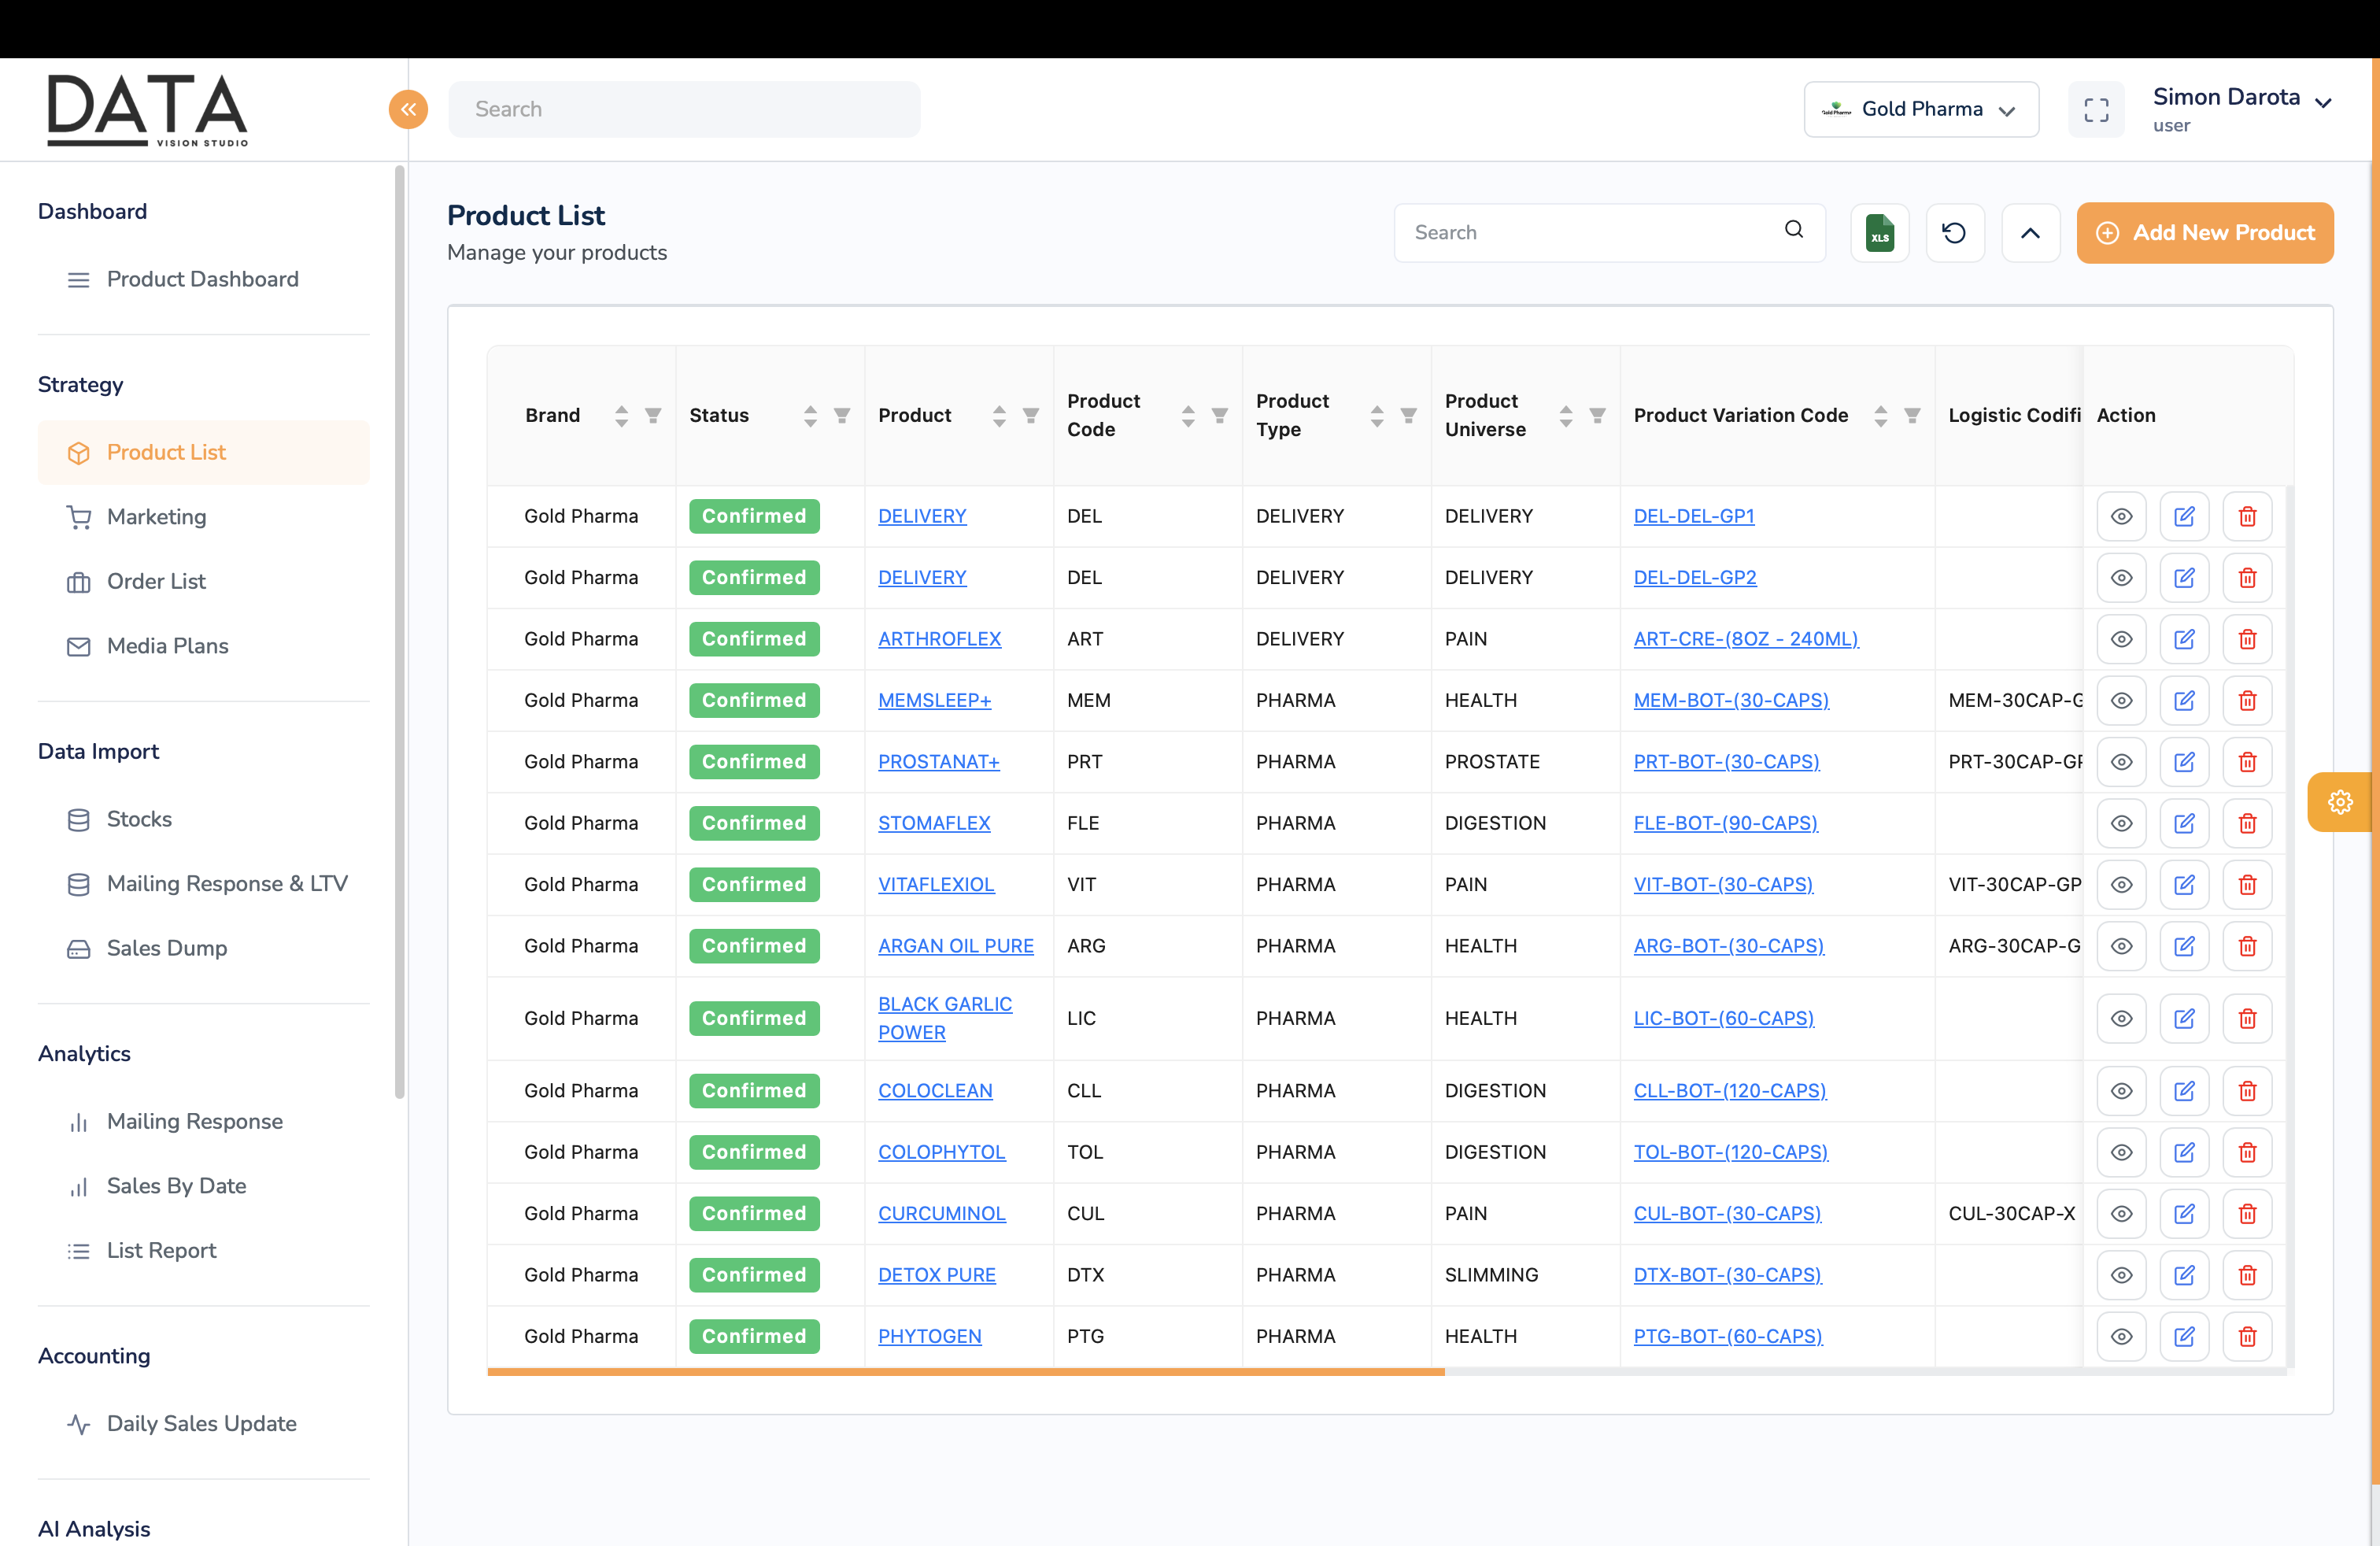 DATA
VISION STUDIO
Search
Gold Pharma
Simon Darota
user
Dashboard
Product Dashboard
Strategy
Product List
Marketing
Order List
Media Plans
Data Import
Stocks
Mailing Response & LTV
Sales Dump
Analytics
Mailing Response
Sales By Date
List Report
Accounting
Daily Sales Update
AI Analysis
Product List
Manage your products
Search
XLS
Add New Product
Brand Status Product Product Code Product Type Product Universe Product Variation Code Logistic Codifi Action
Gold Pharma Confirmed DELIVERY DEL DELIVERY DELIVERY DEL-DEL-GP1
Gold Pharma Confirmed DELIVERY DEL DELIVERY DELIVERY DEL-DEL-GP2
Gold Pharma Confirmed ARTHROFLEX ART DELIVERY PAIN ART-CRE-(8OZ - 240ML)
Gold Pharma Confirmed MEMSLEEP+ MEM PHARMA HEALTH MEM-BOT-(30-CAPS) MEM-30CAP-G
Gold Pharma Confirmed PROSTANAT+ PRT PHARMA PROSTATE PRT-BOT-(30-CAPS) PRT-30CAP-GP
Gold Pharma Confirmed STOMAFLEX FLE PHARMA DIGESTION FLE-BOT-(90-CAPS)
Gold Pharma Confirmed VITAFLEXIOL VIT PHARMA PAIN VIT-BOT-(30-CAPS) VIT-30CAP-GP
Gold Pharma Confirmed ARGAN OIL PURE ARG PHARMA HEALTH ARG-BOT-(30-CAPS) ARG-30CAP-G
Gold Pharma Confirmed BLACK GARLIC POWER LIC PHARMA HEALTH LIC-BOT-(60-CAPS)
Gold Pharma Confirmed COLOCLEAN CLL PHARMA DIGESTION CLL-BOT-(120-CAPS)
Gold Pharma Confirmed COLOPHYTOL TOL PHARMA DIGESTION TOL-BOT-(120-CAPS)
Gold Pharma Confirmed CURCUMINOL CUL PHARMA PAIN CUL-BOT-(30-CAPS) CUL-30CAP-X
Gold Pharma Confirmed DETOX PURE DTX PHARMA SLIMMING DTX-BOT-(30-CAPS)
Gold Pharma Confirmed PHYTOGEN PTG PHARMA HEALTH PTG-BOT-(60-CAPS)